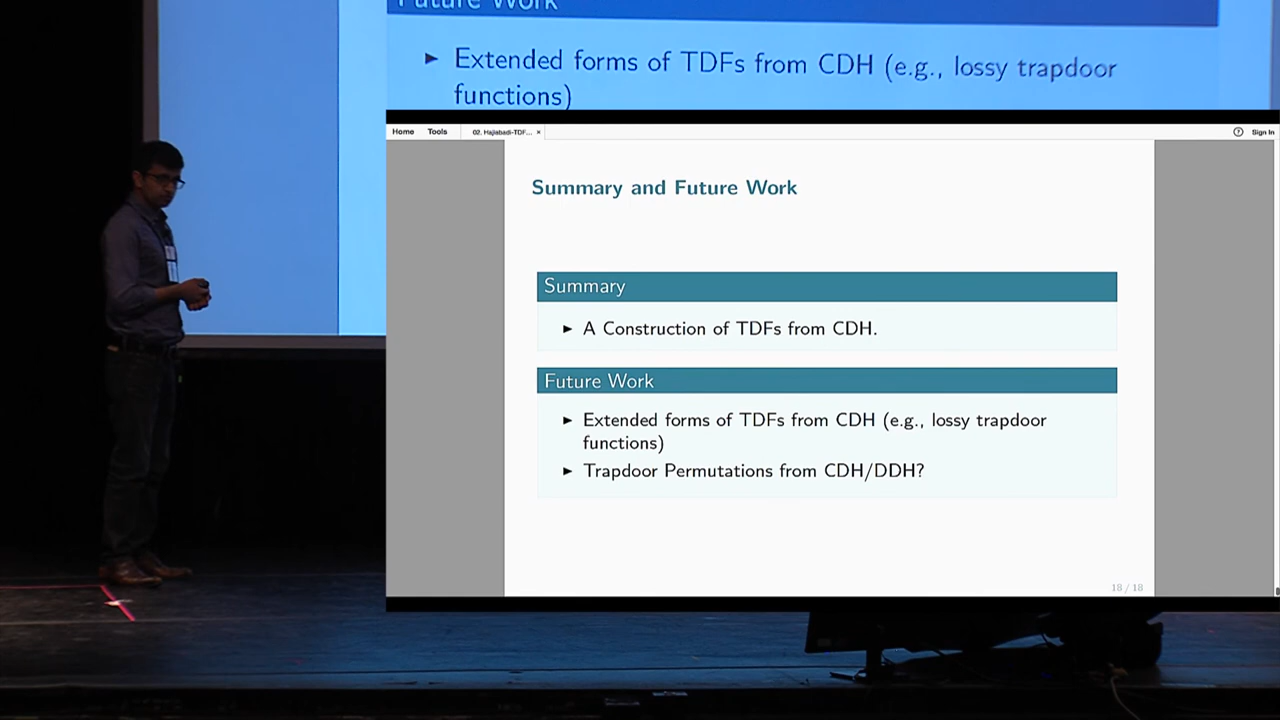 Future Work
► Extended forms of TDFs from CDH (e.g., lossy trapdoor
functions)
Home Tools 02. Hajiabadi-TDF... × ? Sign In
Summary and Future Work
Summary
► A Construction of TDFs from CDH.
Future Work
► Extended forms of TDFs from CDH (e.g., lossy trapdoor
functions)
► Trapdoor Permutations from CDH/DDH?
18 / 18